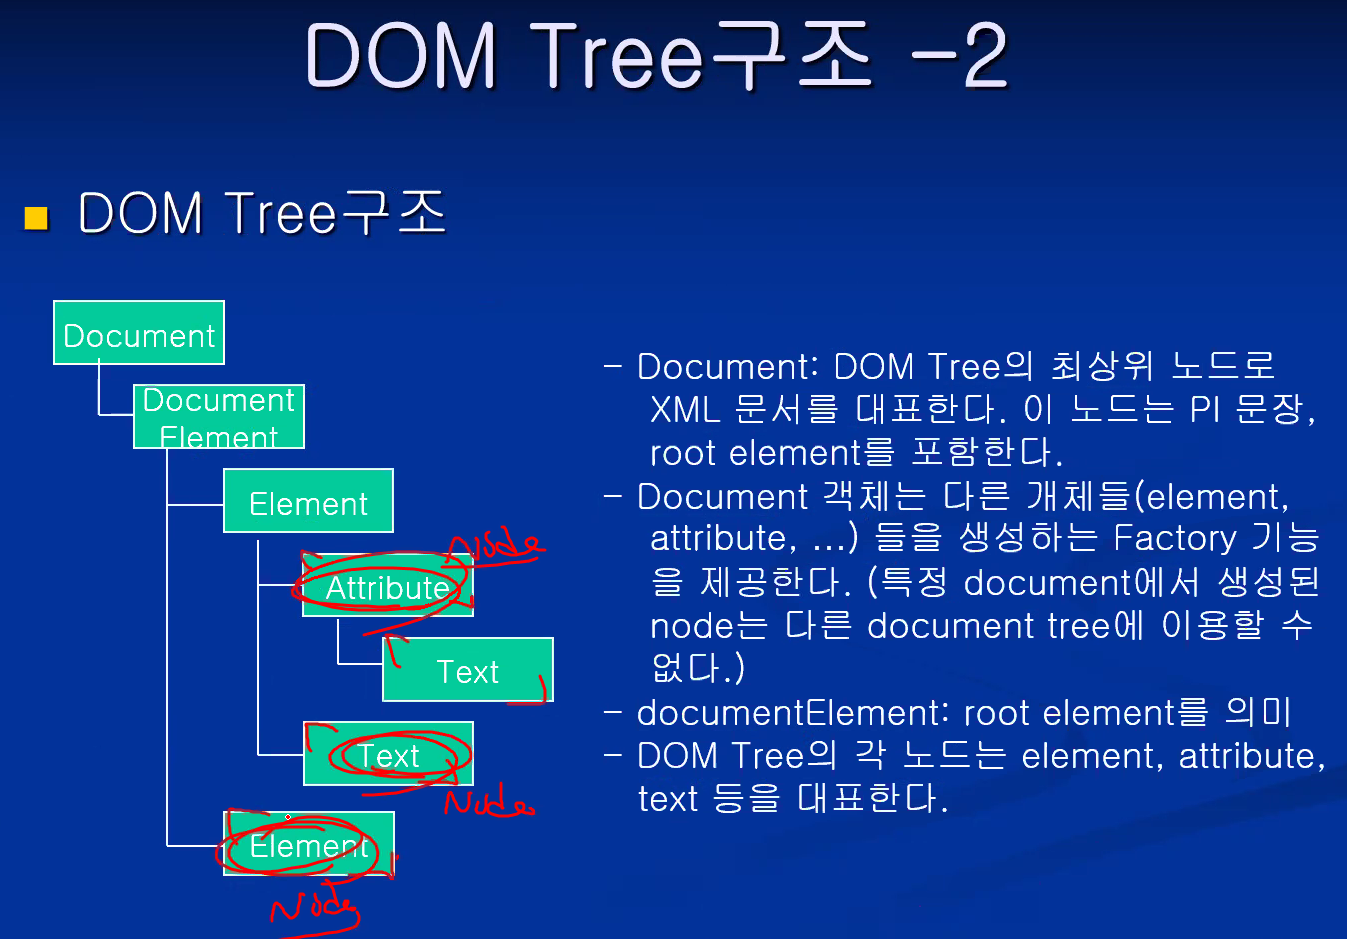 DOM Tree구조 -2
DOM Tree구조
Document
Document
Element
Element
Node
Attribute
Text
Text
Node
Element
Node
- Document: DOM Tree의 최상위 노드로
XML 문서를 대표한다. 이 노드는 PI 문장,
root element를 포함한다.
- Document 객체는 다른 개체들(element,
attribute, ...) 들을 생성하는 Factory 기능
을 제공한다. (특정 document에서 생성된
node는 다른 document tree에 이용할 수
없다.)
- documentElement: root element를 의미
- DOM Tree의 각 노드는 element, attribute,
text 등을 대표한다.